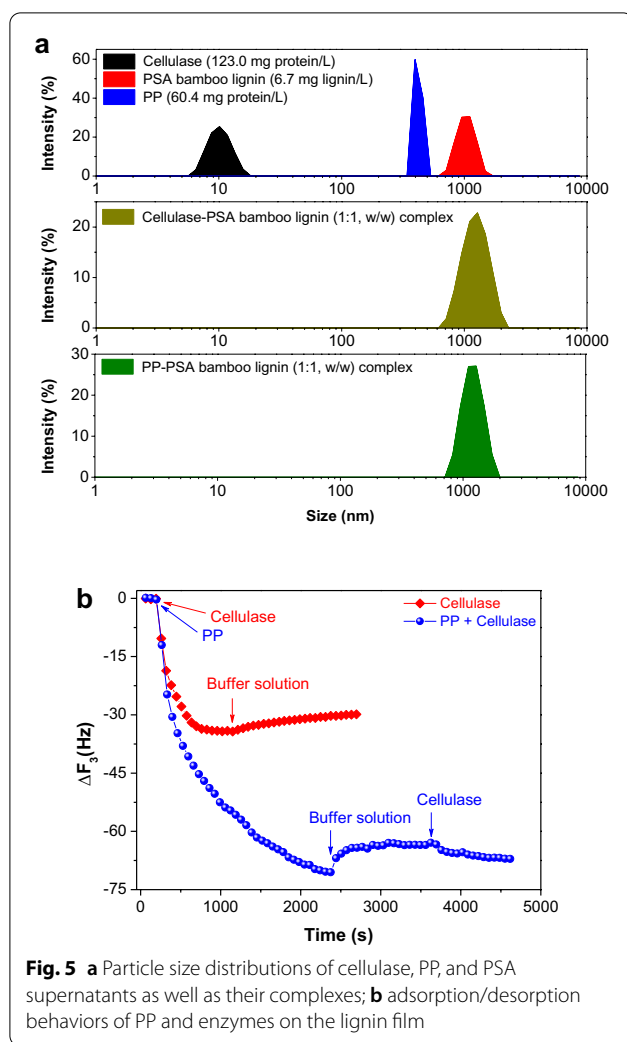 a
Cellulase (123.0 mg protein/L)
PSA bamboo lignin (6.7 mg lignin/L)
PP (60.4 mg protein/L)
Intensity (%)
60
40
20
0
1 10 100 1000 10000
Cellulase-PSA bamboo lignin (1:1, w/w) complex
Intensity (%)
20
10
0
1 10 100 1000 10000
PP-PSA bamboo lignin (1:1, w/w) complex
Intensity (%)
30
20
10
0
1 10 100 1000 10000
Size (nm)
b
Cellulase
PP + Cellulase
Cellulase
PP
Buffer solution
Buffer solution
Cellulase
ΔF3(Hz)
0
-15
-30
-45
-60
-75
0 1000 2000 3000 4000 5000
Time (s)
Fig. 5 a Particle size distributions of cellulase, PP, and PSA
supernatants as well as their complexes; b adsorption/desorption
behaviors of PP and enzymes on the lignin film